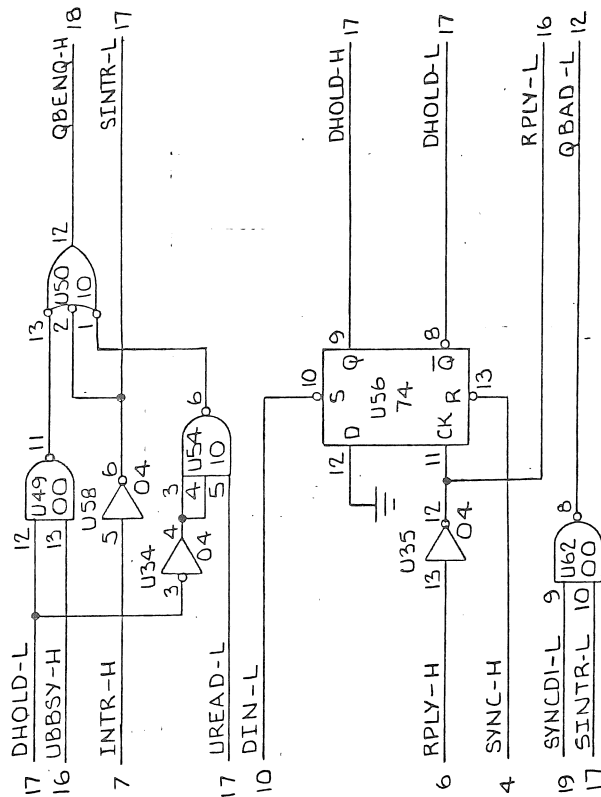 17 DHOLD-L
16 UBBSY-H
7 INTR-H
17 UREAD-L
10 DIN-L
6 RPLY-H
4 SYNC-H
19 SYNCDI-L
17 SINTR-L
12
13
U49
00
11
U58
5
6
04
U34
3
4
04
3
4
5
U54
10
6
13
2
1
U50
10
12
QBENQ-H 18
SINTR-L 17
10
S
12
D
Q
9
U56
74
11
CK
Q
8
R
13
DHOLD-H 17
DHOLD-L 17
U35
13
12
04
RPLY-L 16
9
10
U62
00
8
QBAD-L 12